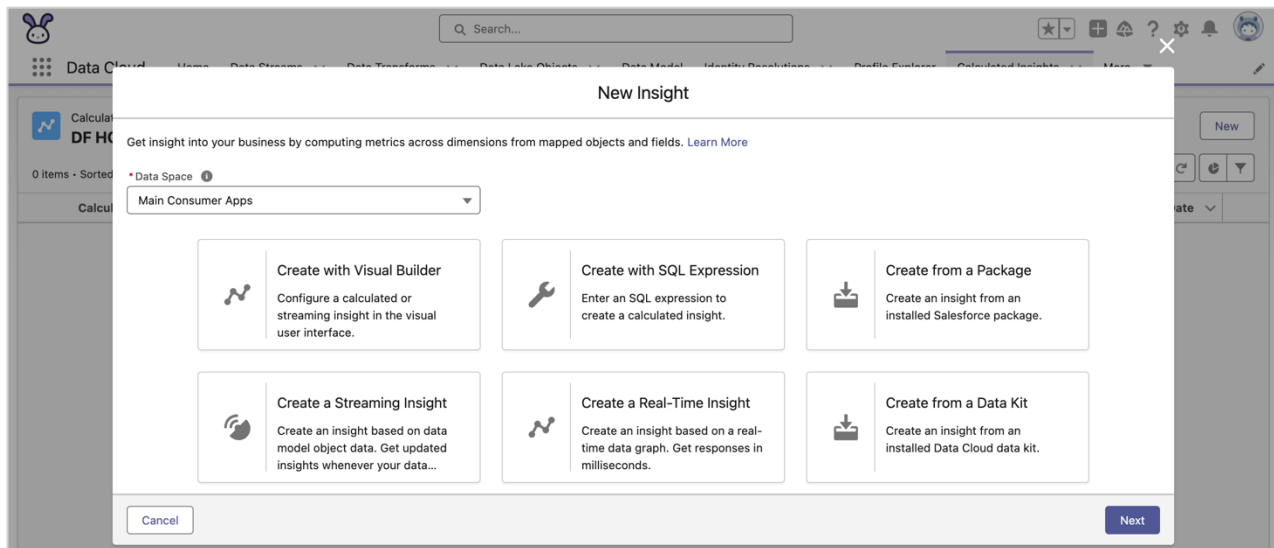 Search...
Data Cloud Home Data Streams Data Transforms Data Lake Objects Data Model Identity Resolutions Profile Explorer Calculated Insights More
New Insight
Calculat
DF HO
New
Get insight into your business by computing metrics across dimensions from mapped objects and fields. Learn More
0 items • Sorted
* Data Space
Main Consumer Apps
Calcul
ate
Create with Visual Builder
Configure a calculated or
streaming insight in the visual
user interface.
Create with SQL Expression
Enter an SQL expression to
create a calculated insight.
Create from a Package
Create an insight from an
installed Salesforce package.
Create a Streaming Insight
Create an insight based on data
model object data. Get updated
insights whenever your data...
Create a Real-Time Insight
Create an insight based on a real-
time data graph. Get responses in
milliseconds.
Create from a Data Kit
Create an insight from an
installed Data Cloud data kit.
Cancel
Next